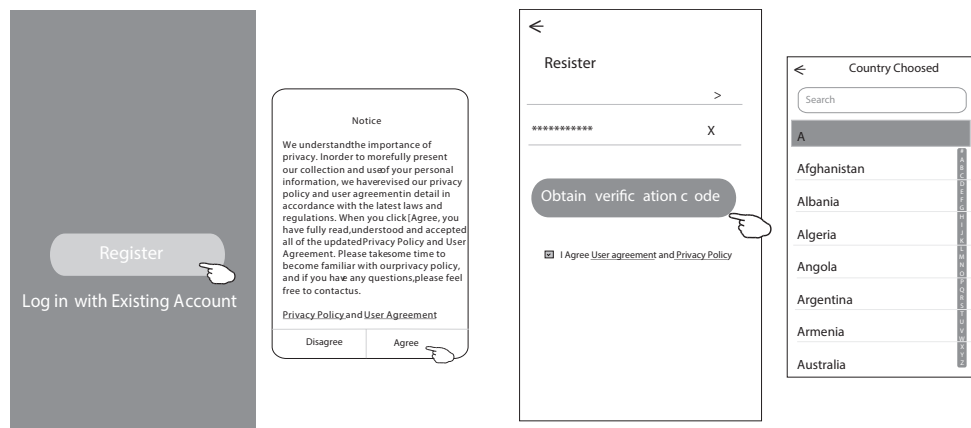 Register
Log in with Existing Account
Notice
We understandthe importance of
privacy. Inorder to morefully present
our collection and useof your personal
information, we haverevised our privacy
policy and user agreementin detail in
accordance with the latest laws and
regulations. When you click[Agree, you
have fully read,understood and accepted
all of the updatedPrivacy Policy and User
Agreement. Please takesome time to
become familiar with ourprivacy policy,
and if you have any questions,please feel
free to contactus.
Privacy Policy and User Agreement
Disagree Agree
Resister
>
*********** X
Obtain verific ation c ode
I Agree User agreement and Privacy Policy
Country Choosed
Search
A
Afghanistan
Albania
Algeria
Angola
Argentina
Armenia
Australia
#
A
B
C
D
E
F
G
H
I
J
K
L
M
N
O
P
Q
R
S
T
U
V
W
X
Y
Z